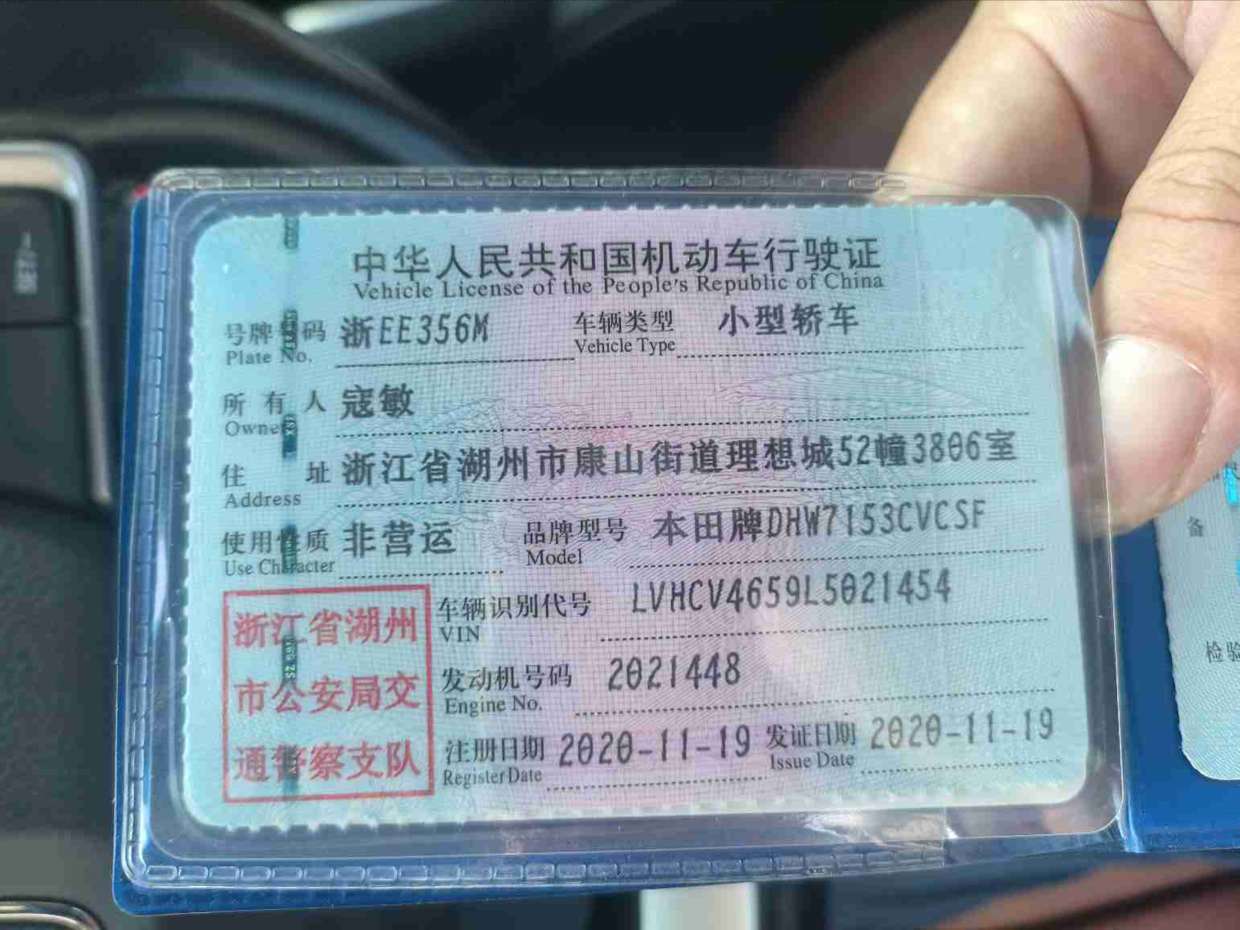 中华人民共和国机动车行驶证
Vehicle License of the People's Republic of China
号牌号码 浙EE356M 车辆类型 小型轿车
Plate No. Vehicle Type
所有人 寇敏
Owner
住址 浙江省湖州市康山街道理想城52幢3806室
Address
使用性质 非营运 品牌型号 本田牌DHW7153CVCSF
Use Character Model
浙江省湖州
市公安局交
通警察支队
车辆识别代号 LVHCV4659L5021454
VIN
发动机号码 2021448
Engine No.
注册日期 2020-11-19 发证日期 2020-11-19
Register Date Issue Date
备
检验